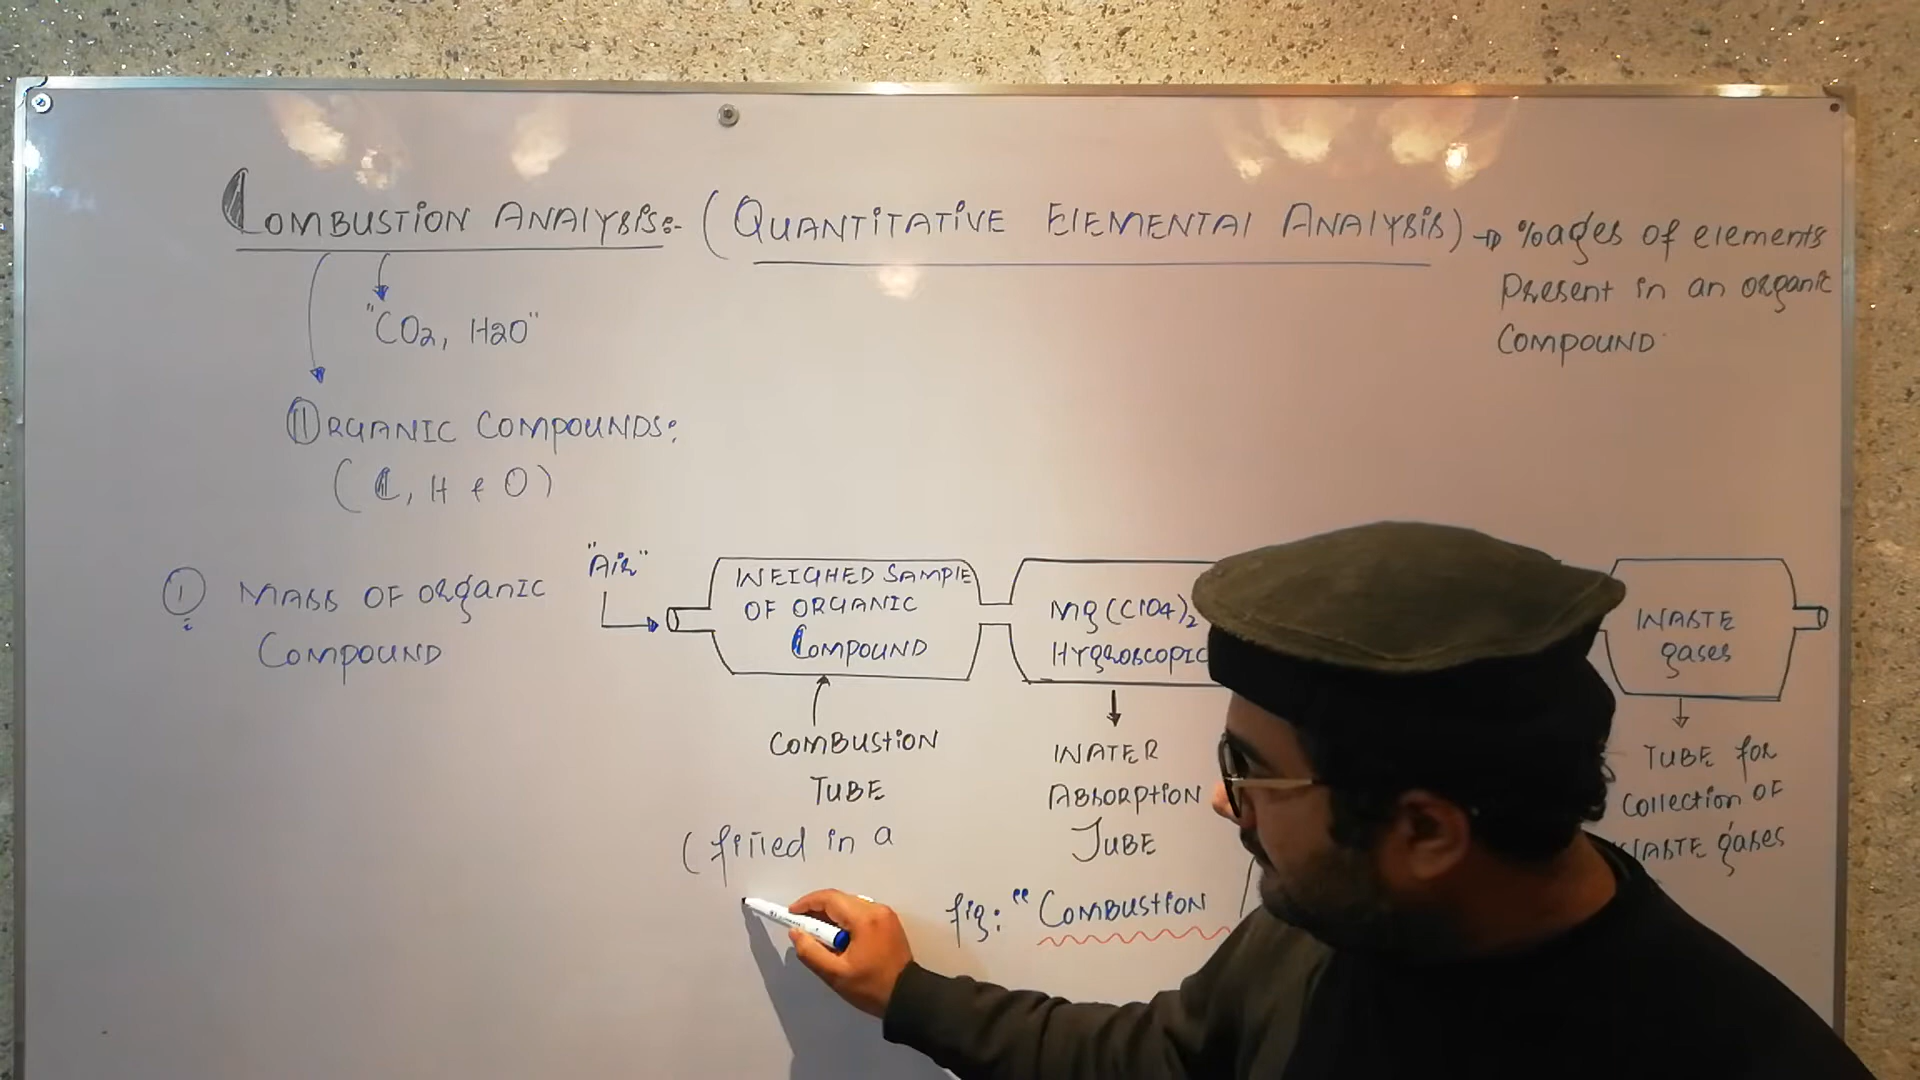 COMBUSTION ANALYSIS:- (QUANTITATIVE ELEMENTAL ANALYSIS) → %ages of elements
Present in an organic
Compound
"CO2, H2O"
ORGANIC COMPOUNDS:
(C, H & O)
① MASS OF Organic
Compound
"Air"
WEIGHED SAMPLE
OF ORGANIC
Compound
Mg(ClO4)2
Hygroscopic
WASTE
gases
COMBUSTION
TUBE
(fitted in a
WATER
ABSORPTION
TUBE
TUBE for
Collection OF
WASTE gases
fig: "Combustion